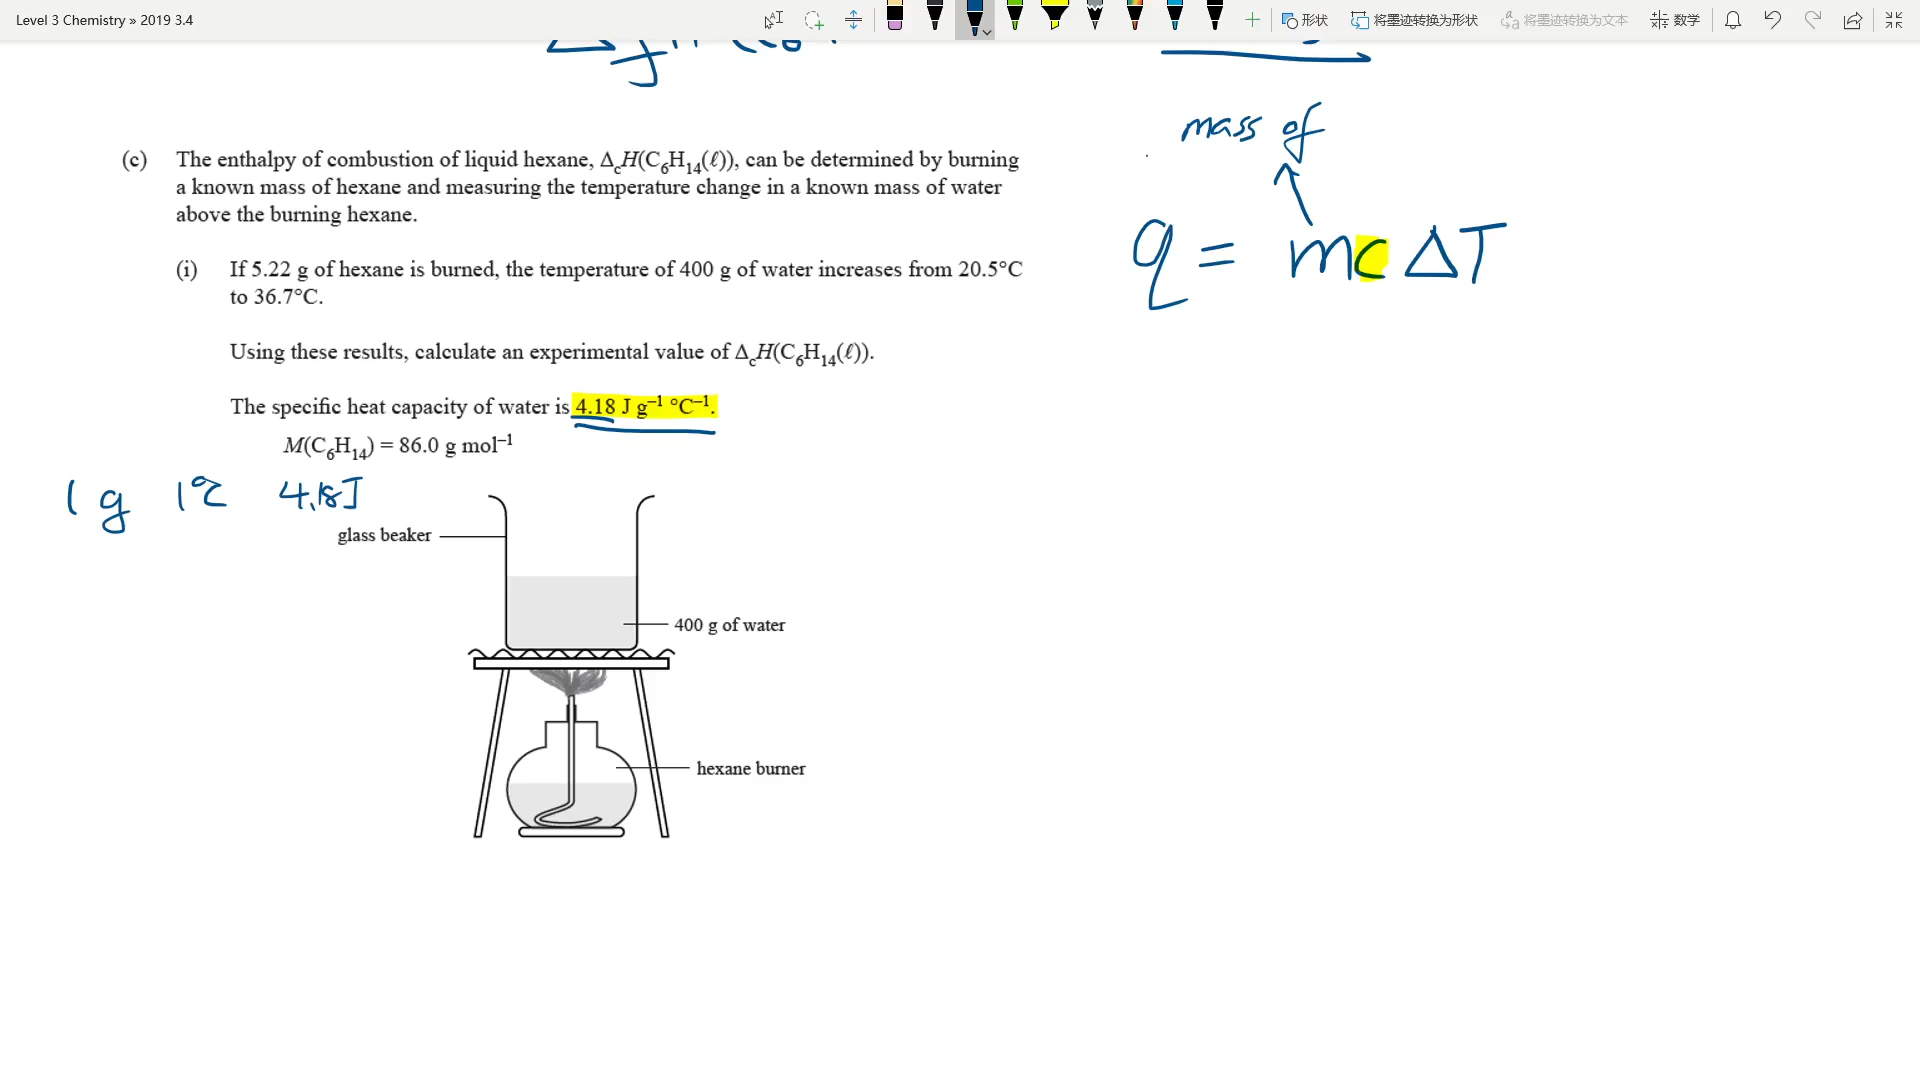 Level 3 Chemistry » 2019 3.4
形状
将墨迹转换为形状
将墨迹转换为文本
数学
mass of
q = mcΔT
(c) The enthalpy of combustion of liquid hexane, ΔcH(C6H14(ℓ)), can be determined by burning
a known mass of hexane and measuring the temperature change in a known mass of water
above the burning hexane.
(i) If 5.22 g of hexane is burned, the temperature of 400 g of water increases from 20.5°C
to 36.7°C.
Using these results, calculate an experimental value of ΔcH(C6H14(ℓ)).
The specific heat capacity of water is 4.18 J g⁻¹ °C⁻¹.
M(C6H14) = 86.0 g mol⁻¹
1 g 1°C 4.18J
glass beaker
400 g of water
hexane burner